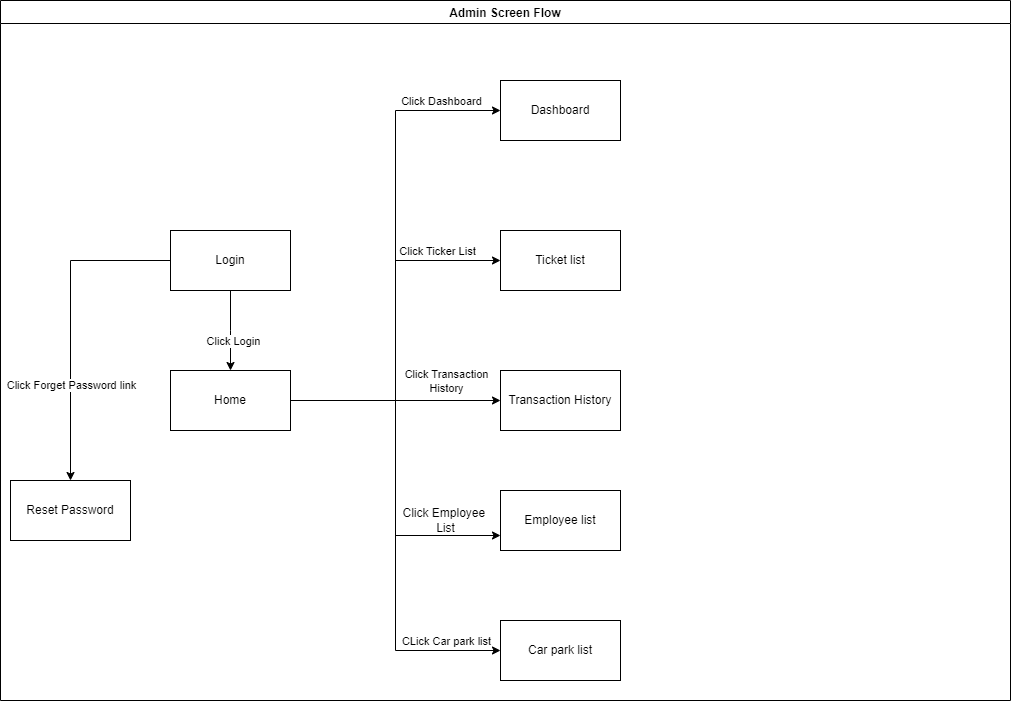 Admin Screen Flow
Click Dashboard
Dashboard
Click Ticker List
Ticket list
Login
Click Login
Click Forget Password link
Click Transaction
History
Transaction History
Home
Reset Password
Click Employee
List
Employee list
CLick Car park list
Car park list